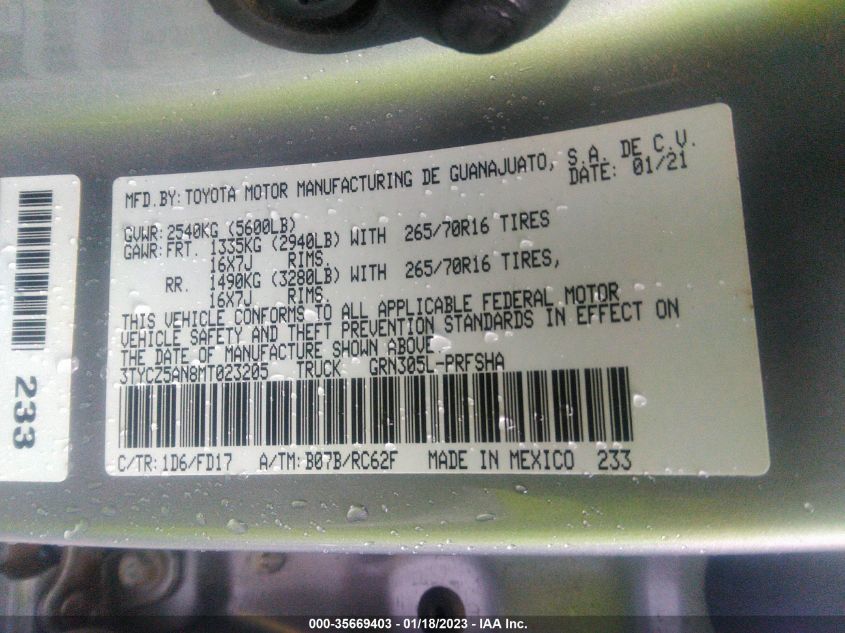 MFD.BY: TOYOTA MOTOR MANUFACTURING DE GUANAJUATO, S.A. DE C.V.
DATE: 01/21
GVWR: 2540KG (5600LB)
GAWR: FRT. 1335KG (2940LB) WITH 265/70R16 TIRES
16X7J RIMS.
RR. 1490KG (3280LB) WITH 265/70R16 TIRES,
16X7J RIMS.
THIS VEHICLE CONFORMS TO ALL APPLICABLE FEDERAL MOTOR
VEHICLE SAFETY AND THEFT PREVENTION STANDARDS IN EFFECT ON
THE DATE OF MANUFACTURE SHOWN ABOVE.
3TYCZ5AN8MT023205 TRUCK GRN305L-PRFSHA
C/TR: 1D6/FD17 A/TM: B07B/RC62F MADE IN MEXICO 233
233
000-35669403 - 01/18/2023 - IAA Inc.